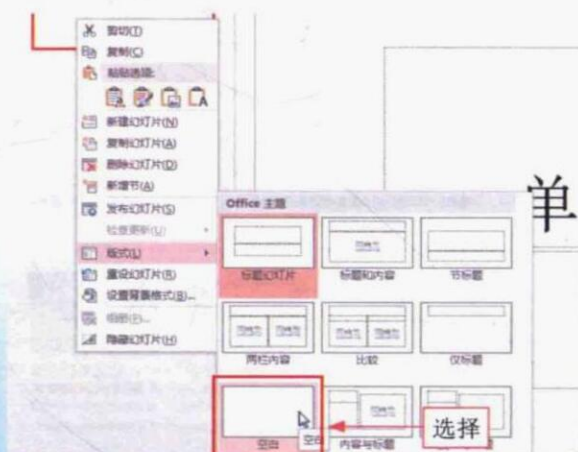 剪切(T)
复制(C)
粘贴选项:
新建幻灯片(N)
复制幻灯片(A)
删除幻灯片(D)
新增节(A)
发布幻灯片(S)
检查更新(U)
版式(L)
重设幻灯片(R)
设置背景格式(B)...
相册(P)...
隐藏幻灯片(H)
Office 主题
标题幻灯片
标题和内容
节标题
两栏内容
比较
仅标题
空白
空白
内容与标题
选择
单